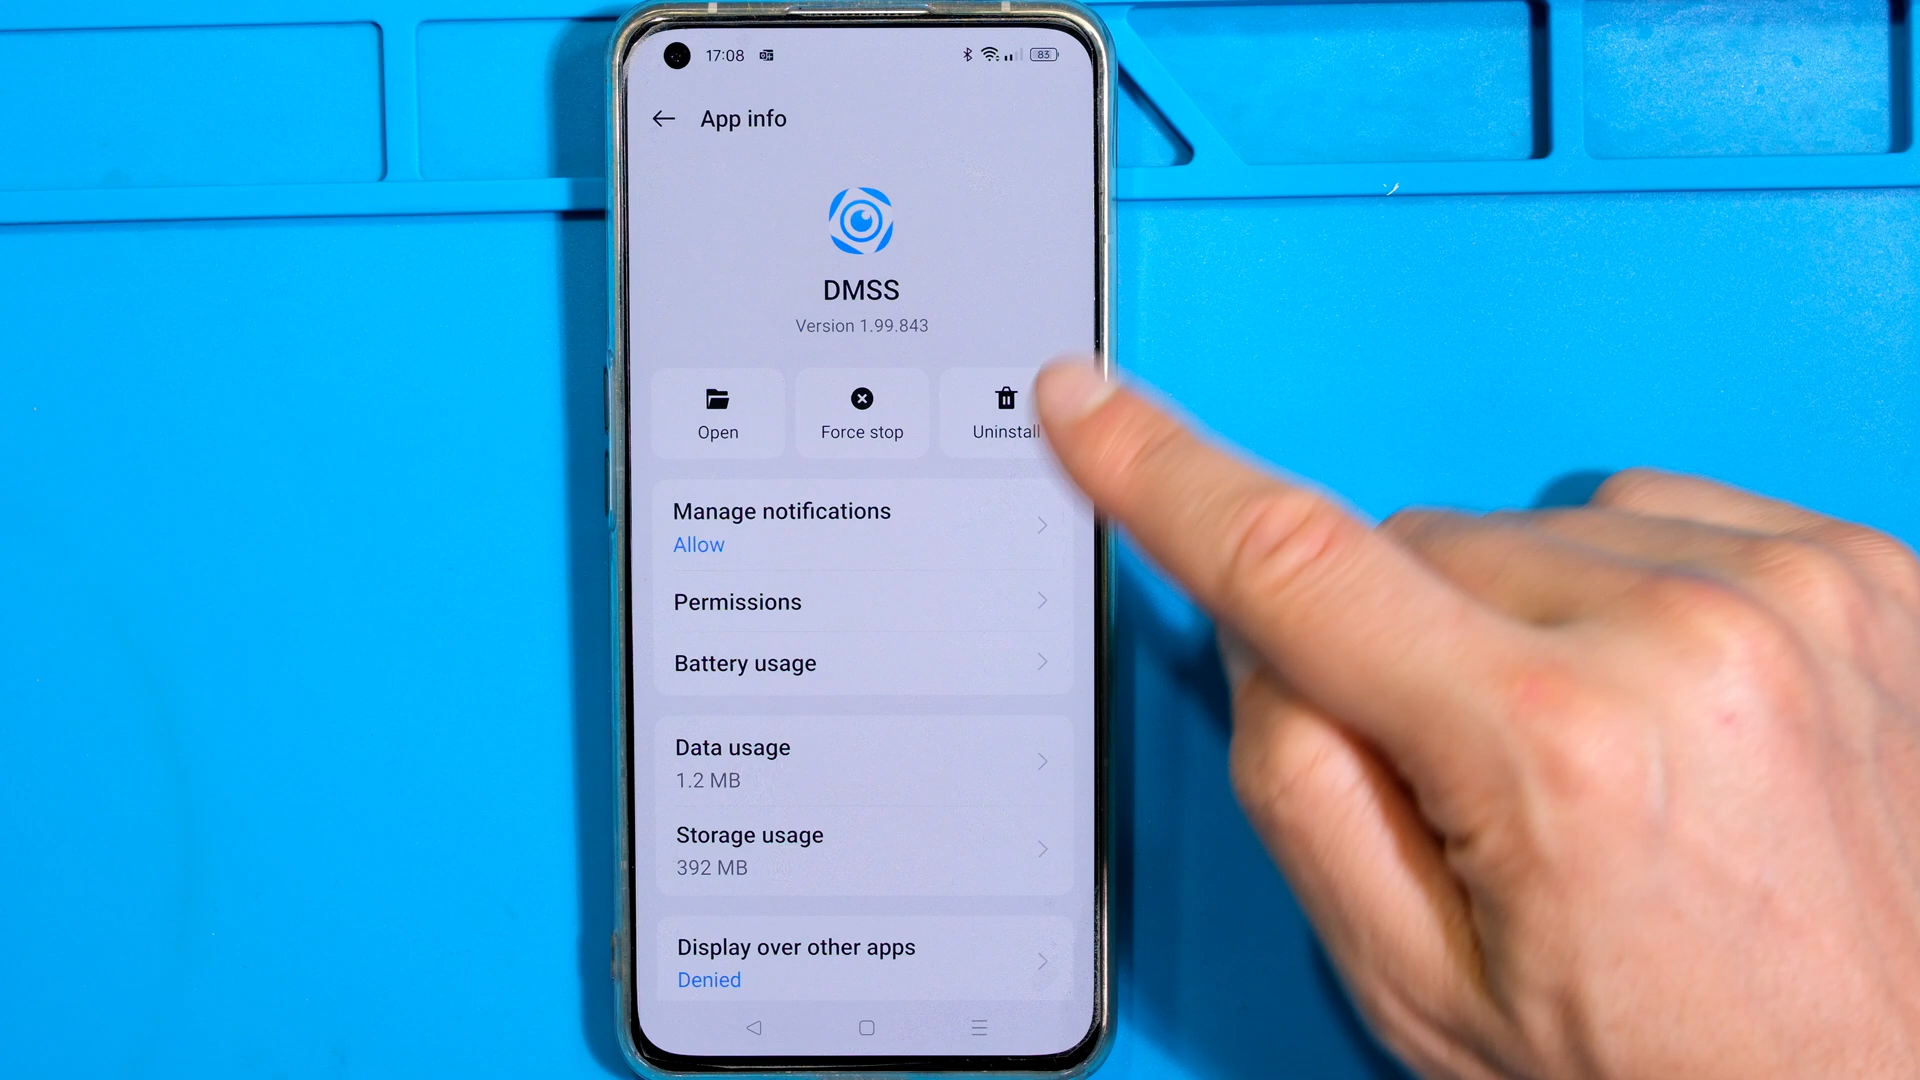 17:08
83
App info
DMSS
Version 1.99.843
Open
Force stop
Uninstall
Manage notifications
Allow
Permissions
Battery usage
Data usage
1.2 MB
Storage usage
392 MB
Display over other apps
Denied